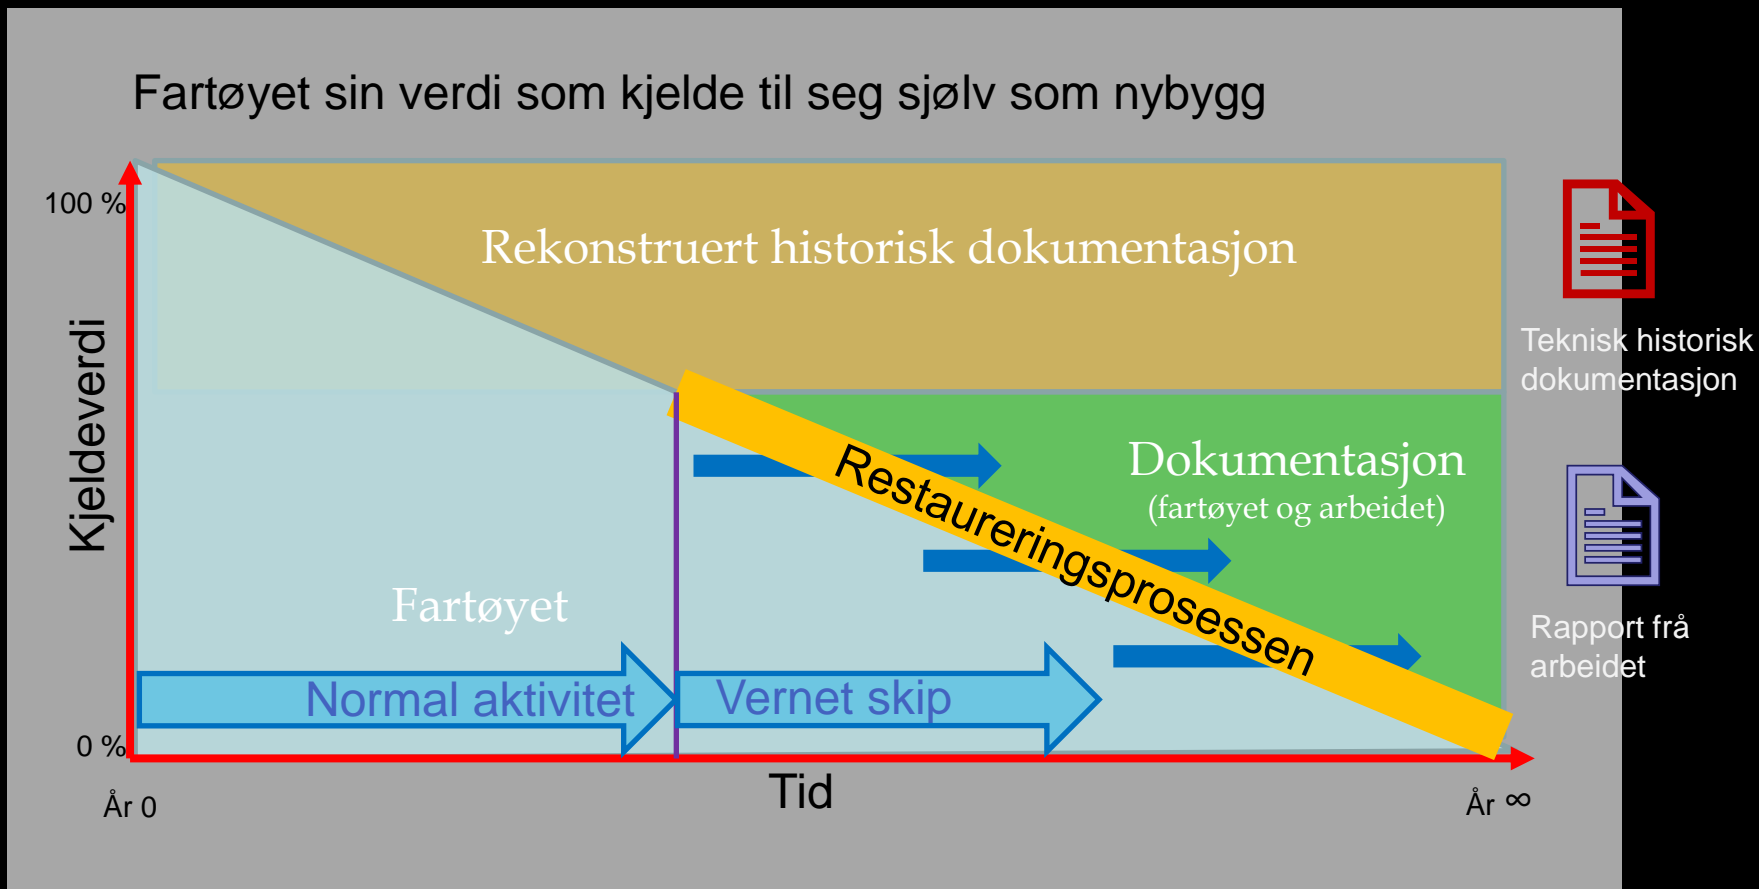 Fartøyet sin verdi som kjelde til seg sjølv som nybygg
100 %
Rekonstruert historisk dokumentasjon
Teknisk historisk
dokumentasjon
Kjeldeverdi
Dokumentasjon
(fartøyet og arbeidet)
Restaureringsprosessen
Fartøyet
Rapport frå
arbeidet
Normal aktivitet
Vernet skip
0 %
Tid
År 0
År ∞